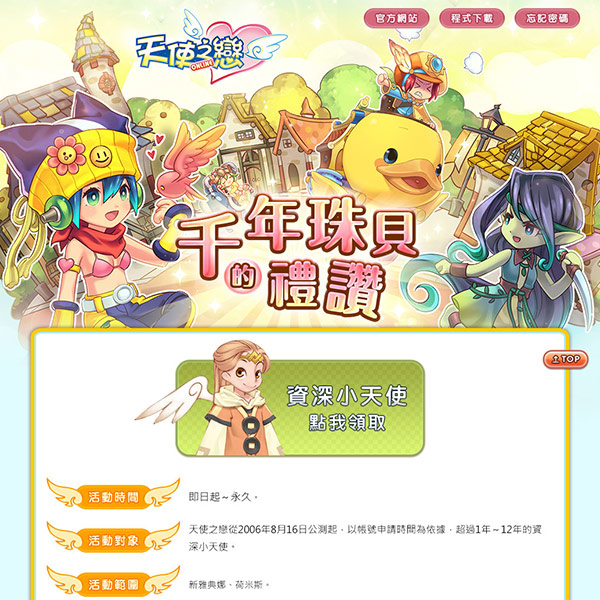 官方網站
程式下載
忘記密碼
天使之戀
ONLINE
千年珠貝
的禮讚
TOP
資深小天使
點我領取
活動時間
即日起～永久。
活動對象
天使之戀從2006年8月16日公測起，以帳號申請時間為依據，超過1年～12年的資
深小天使。
活動範圍
新雅典娜、荷米斯。